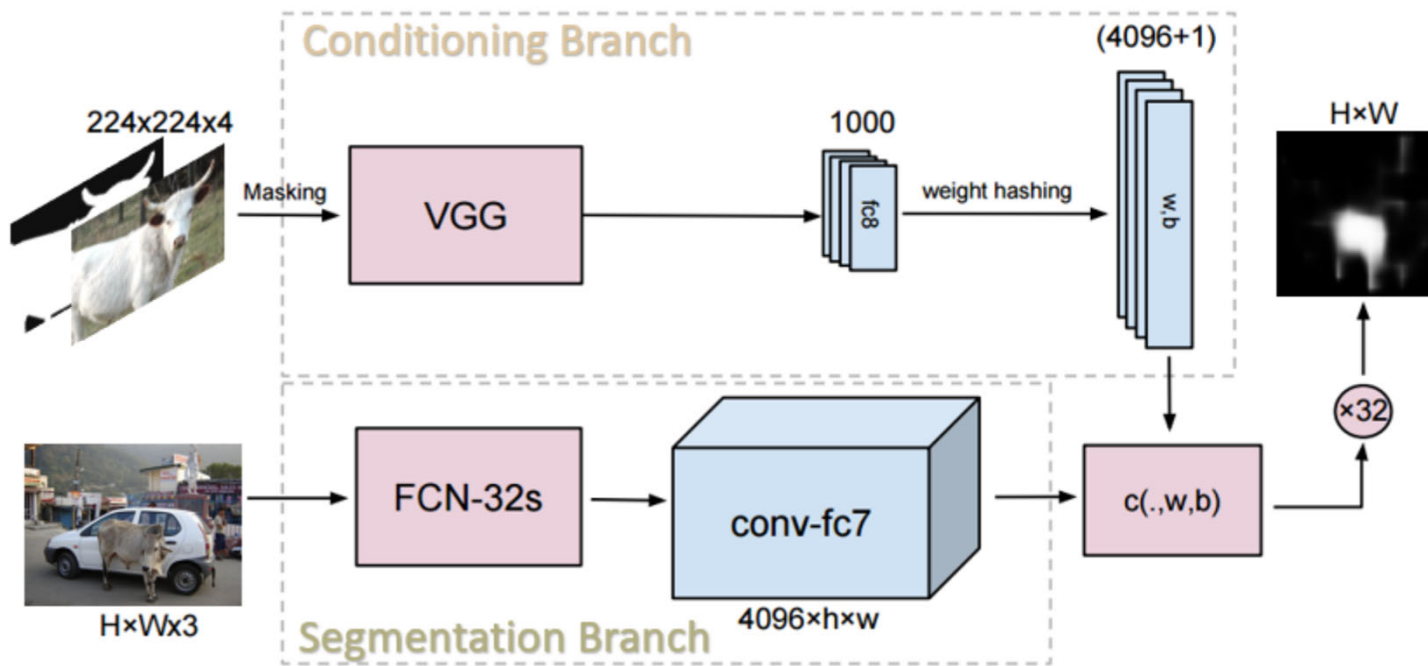 Conditioning Branch
(4096+1)
224x224x4
1000
H×W
Masking
VGG
fc8
weight hashing
w,b
×32
FCN-32s
conv-fc7
c(.,w,b)
H×Wx3
4096×h×w
Segmentation Branch